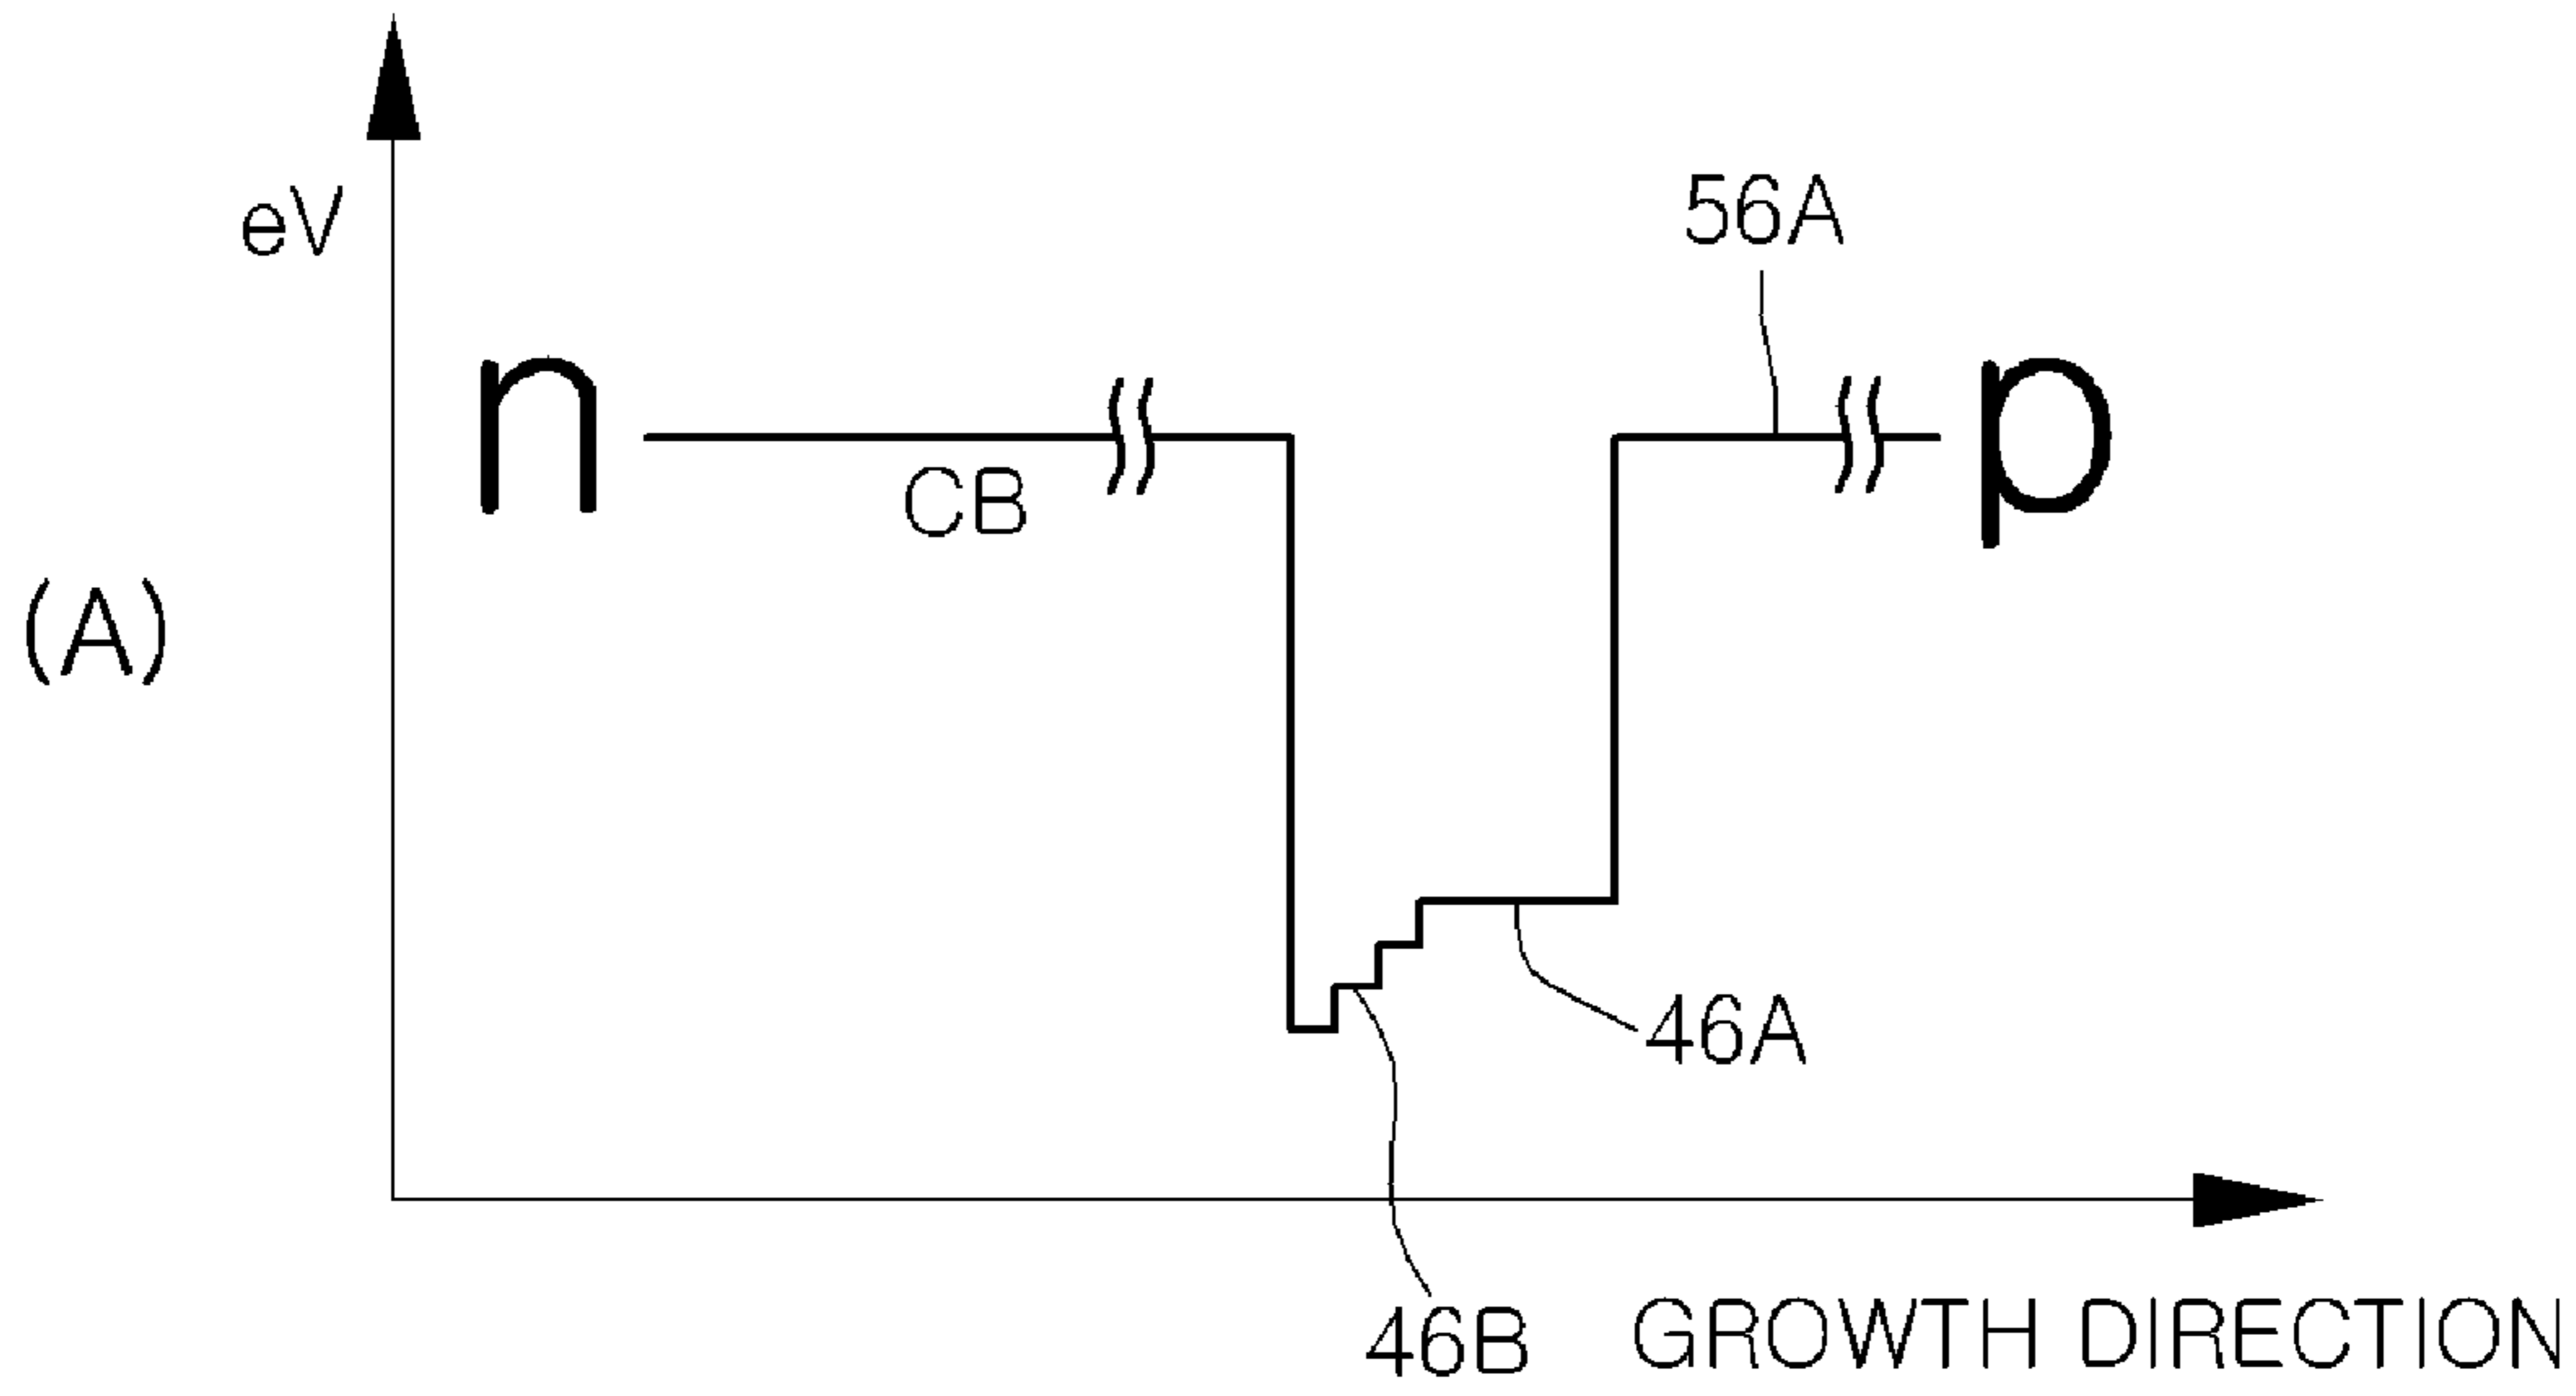 eV
56A
n
p
CB
(A)
46A
46B
GROWTH DIRECTION